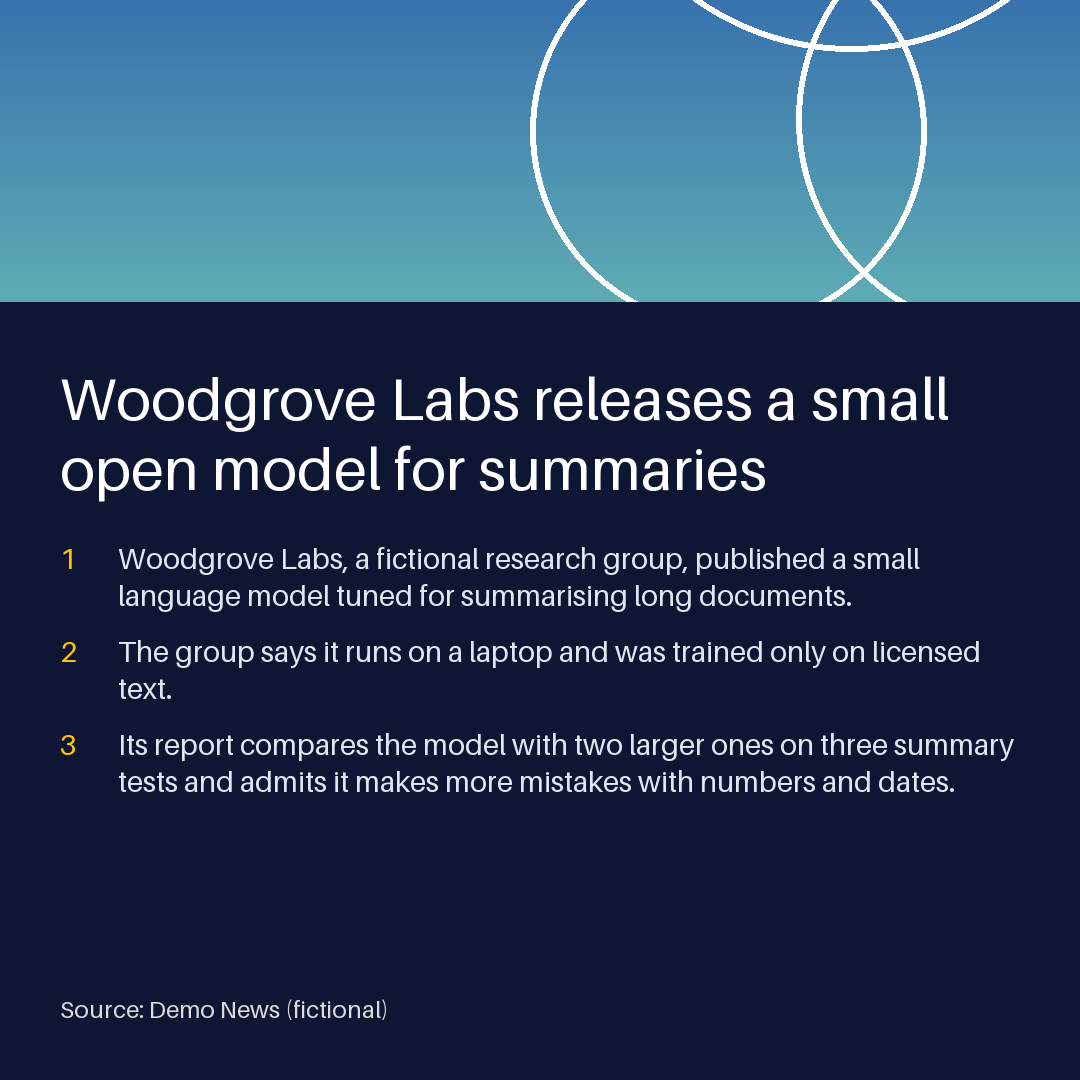 Woodgrove Labs releases a small
open model for summaries
1 Woodgrove Labs, a fictional research group, published a small
language model tuned for summarising long documents.
2 The group says it runs on a laptop and was trained only on licensed
text.
3 Its report compares the model with two larger ones on three summary
tests and admits it makes more mistakes with numbers and dates.
Source: Demo News (fictional)